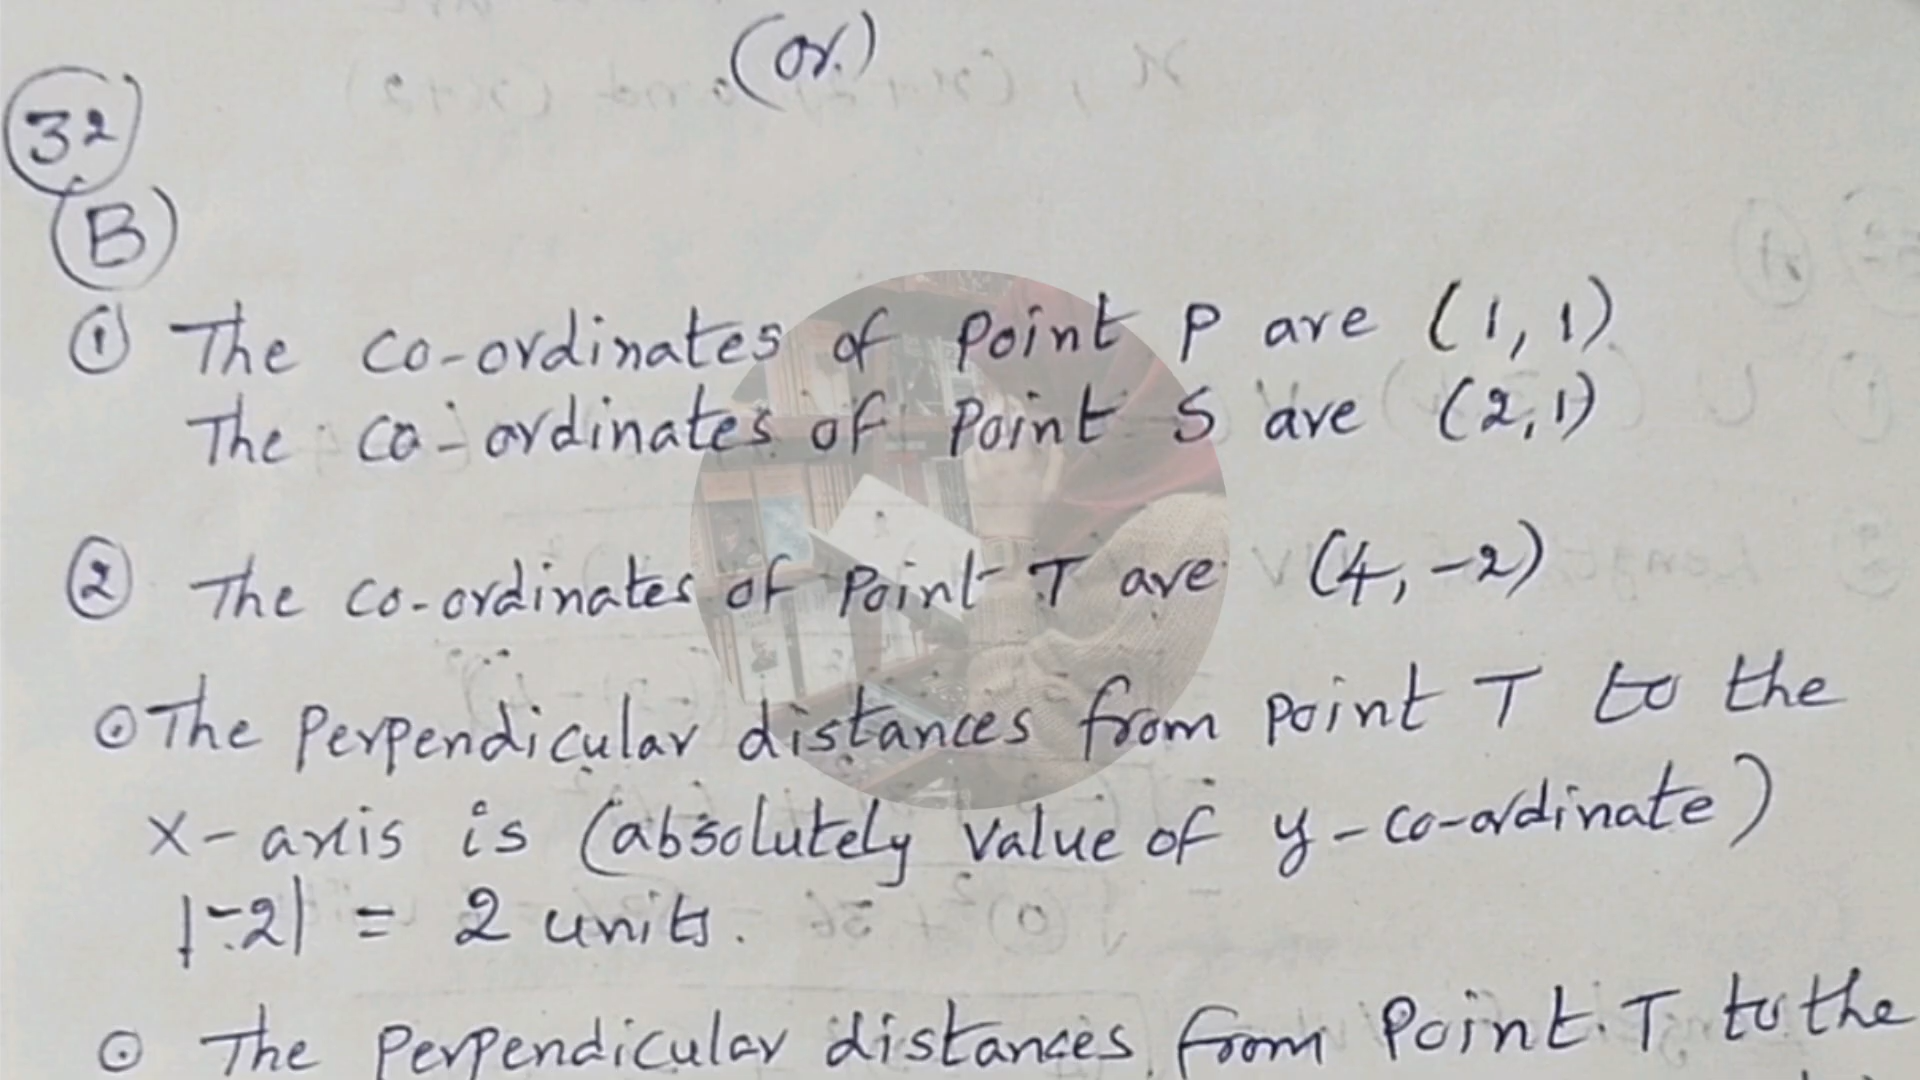 (or.)
32
B
① The co-ordinates of Point P are (1,1)
The co-ordinates of Point S are (2,1)
② The co-ordinates of Point T are (4,-2)
⊙ The Perpendicular distances from point T to the
X-axis is (absolutely value of y-co-ordinate)
|-2| = 2 units.
⊙ The perpendicular distances from Point.T to the